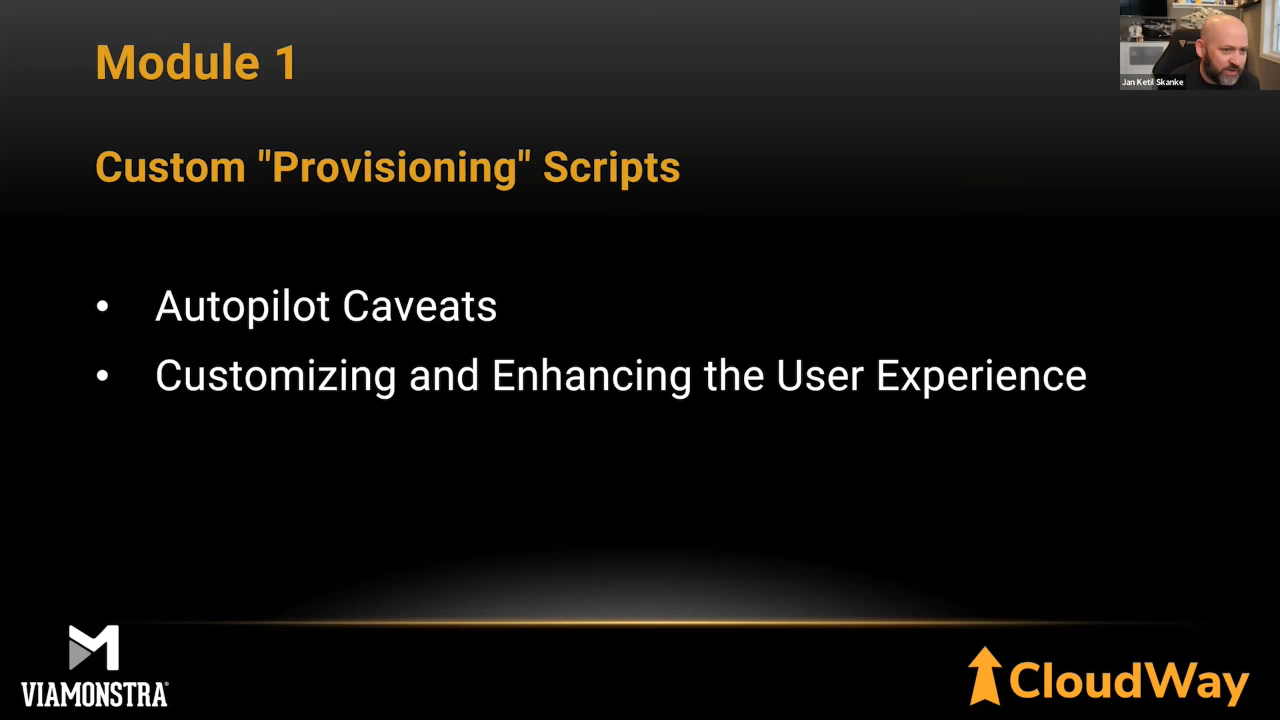 Module 1
Jan Ketil Skanke
Custom "Provisioning" Scripts
• Autopilot Caveats
• Customizing and Enhancing the User Experience
VIAMONSTRA®
CloudWay